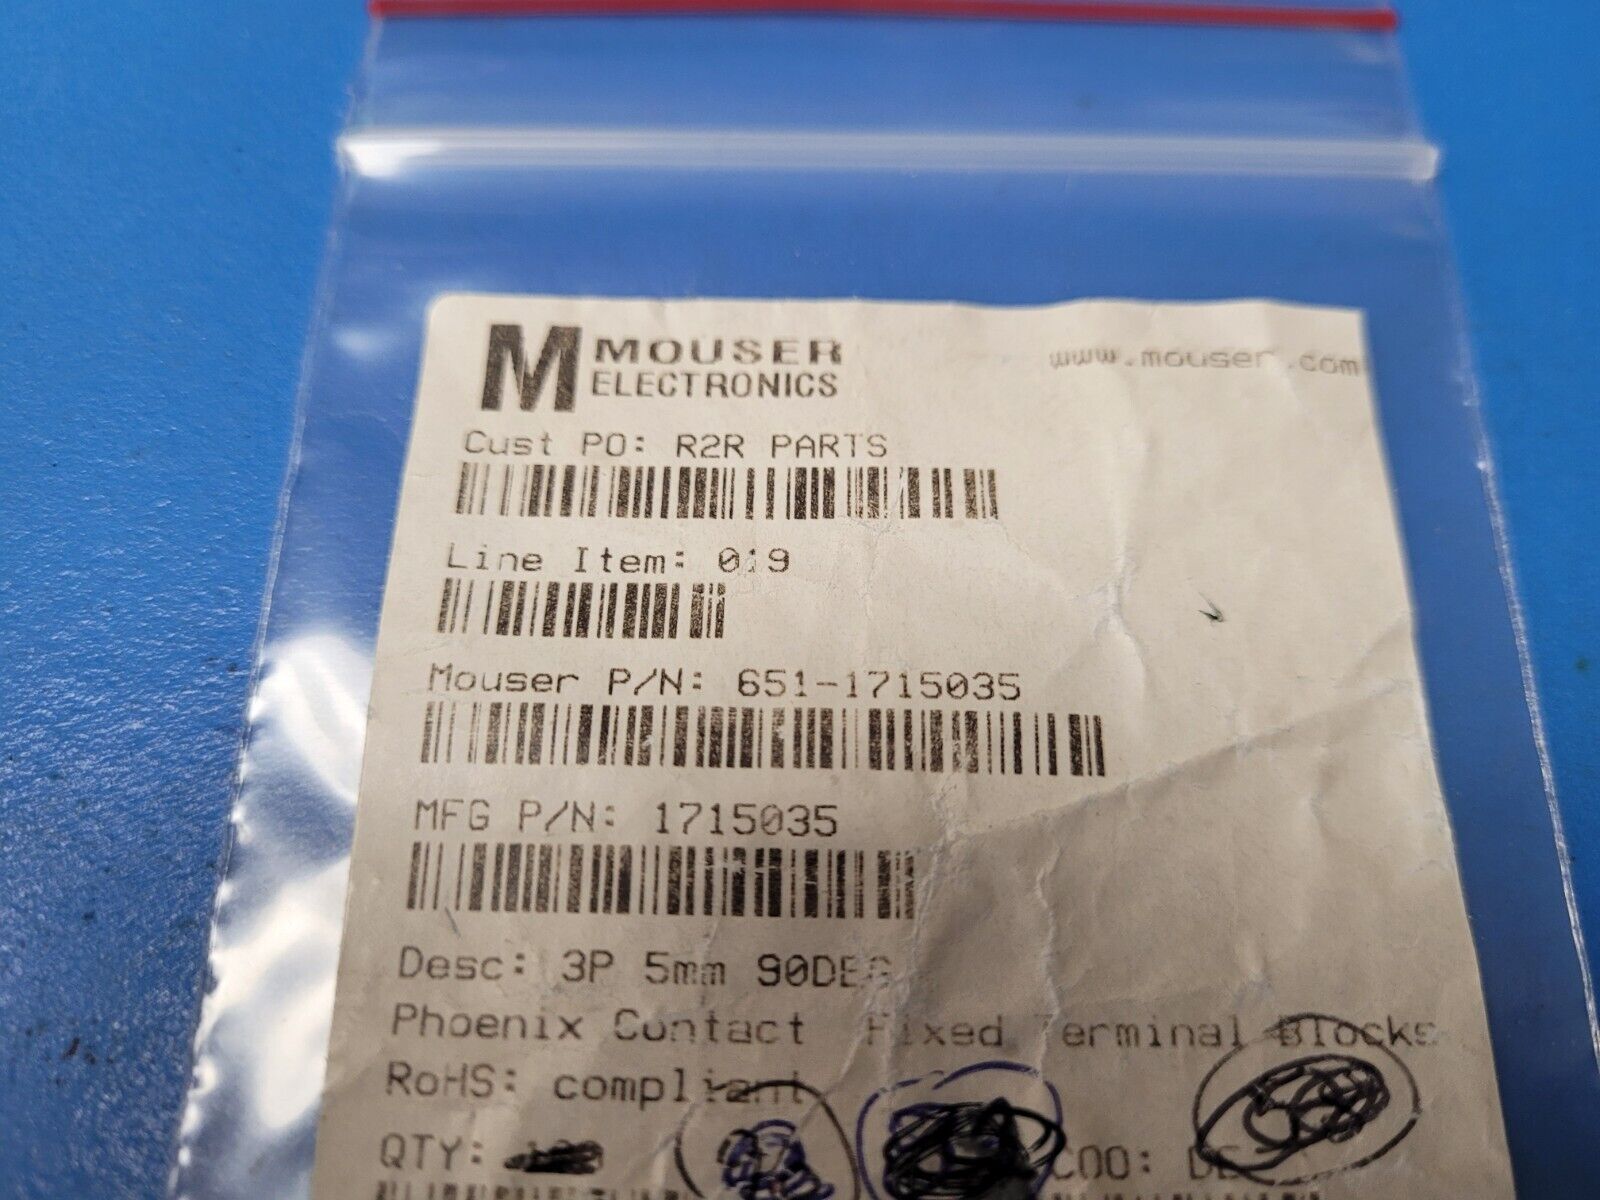 M MOUSER
ELECTRONICS
www.mouser.com
Cust PO: R2R PARTS
Line Item: 019
Mouser P/N: 651-1715035
MFG P/N: 1715035
Desc: 3P 5mm 90DEG
Phoenix Contact Fixed Terminal Blocks
RoHS: compliant
QTY:
COO: DE